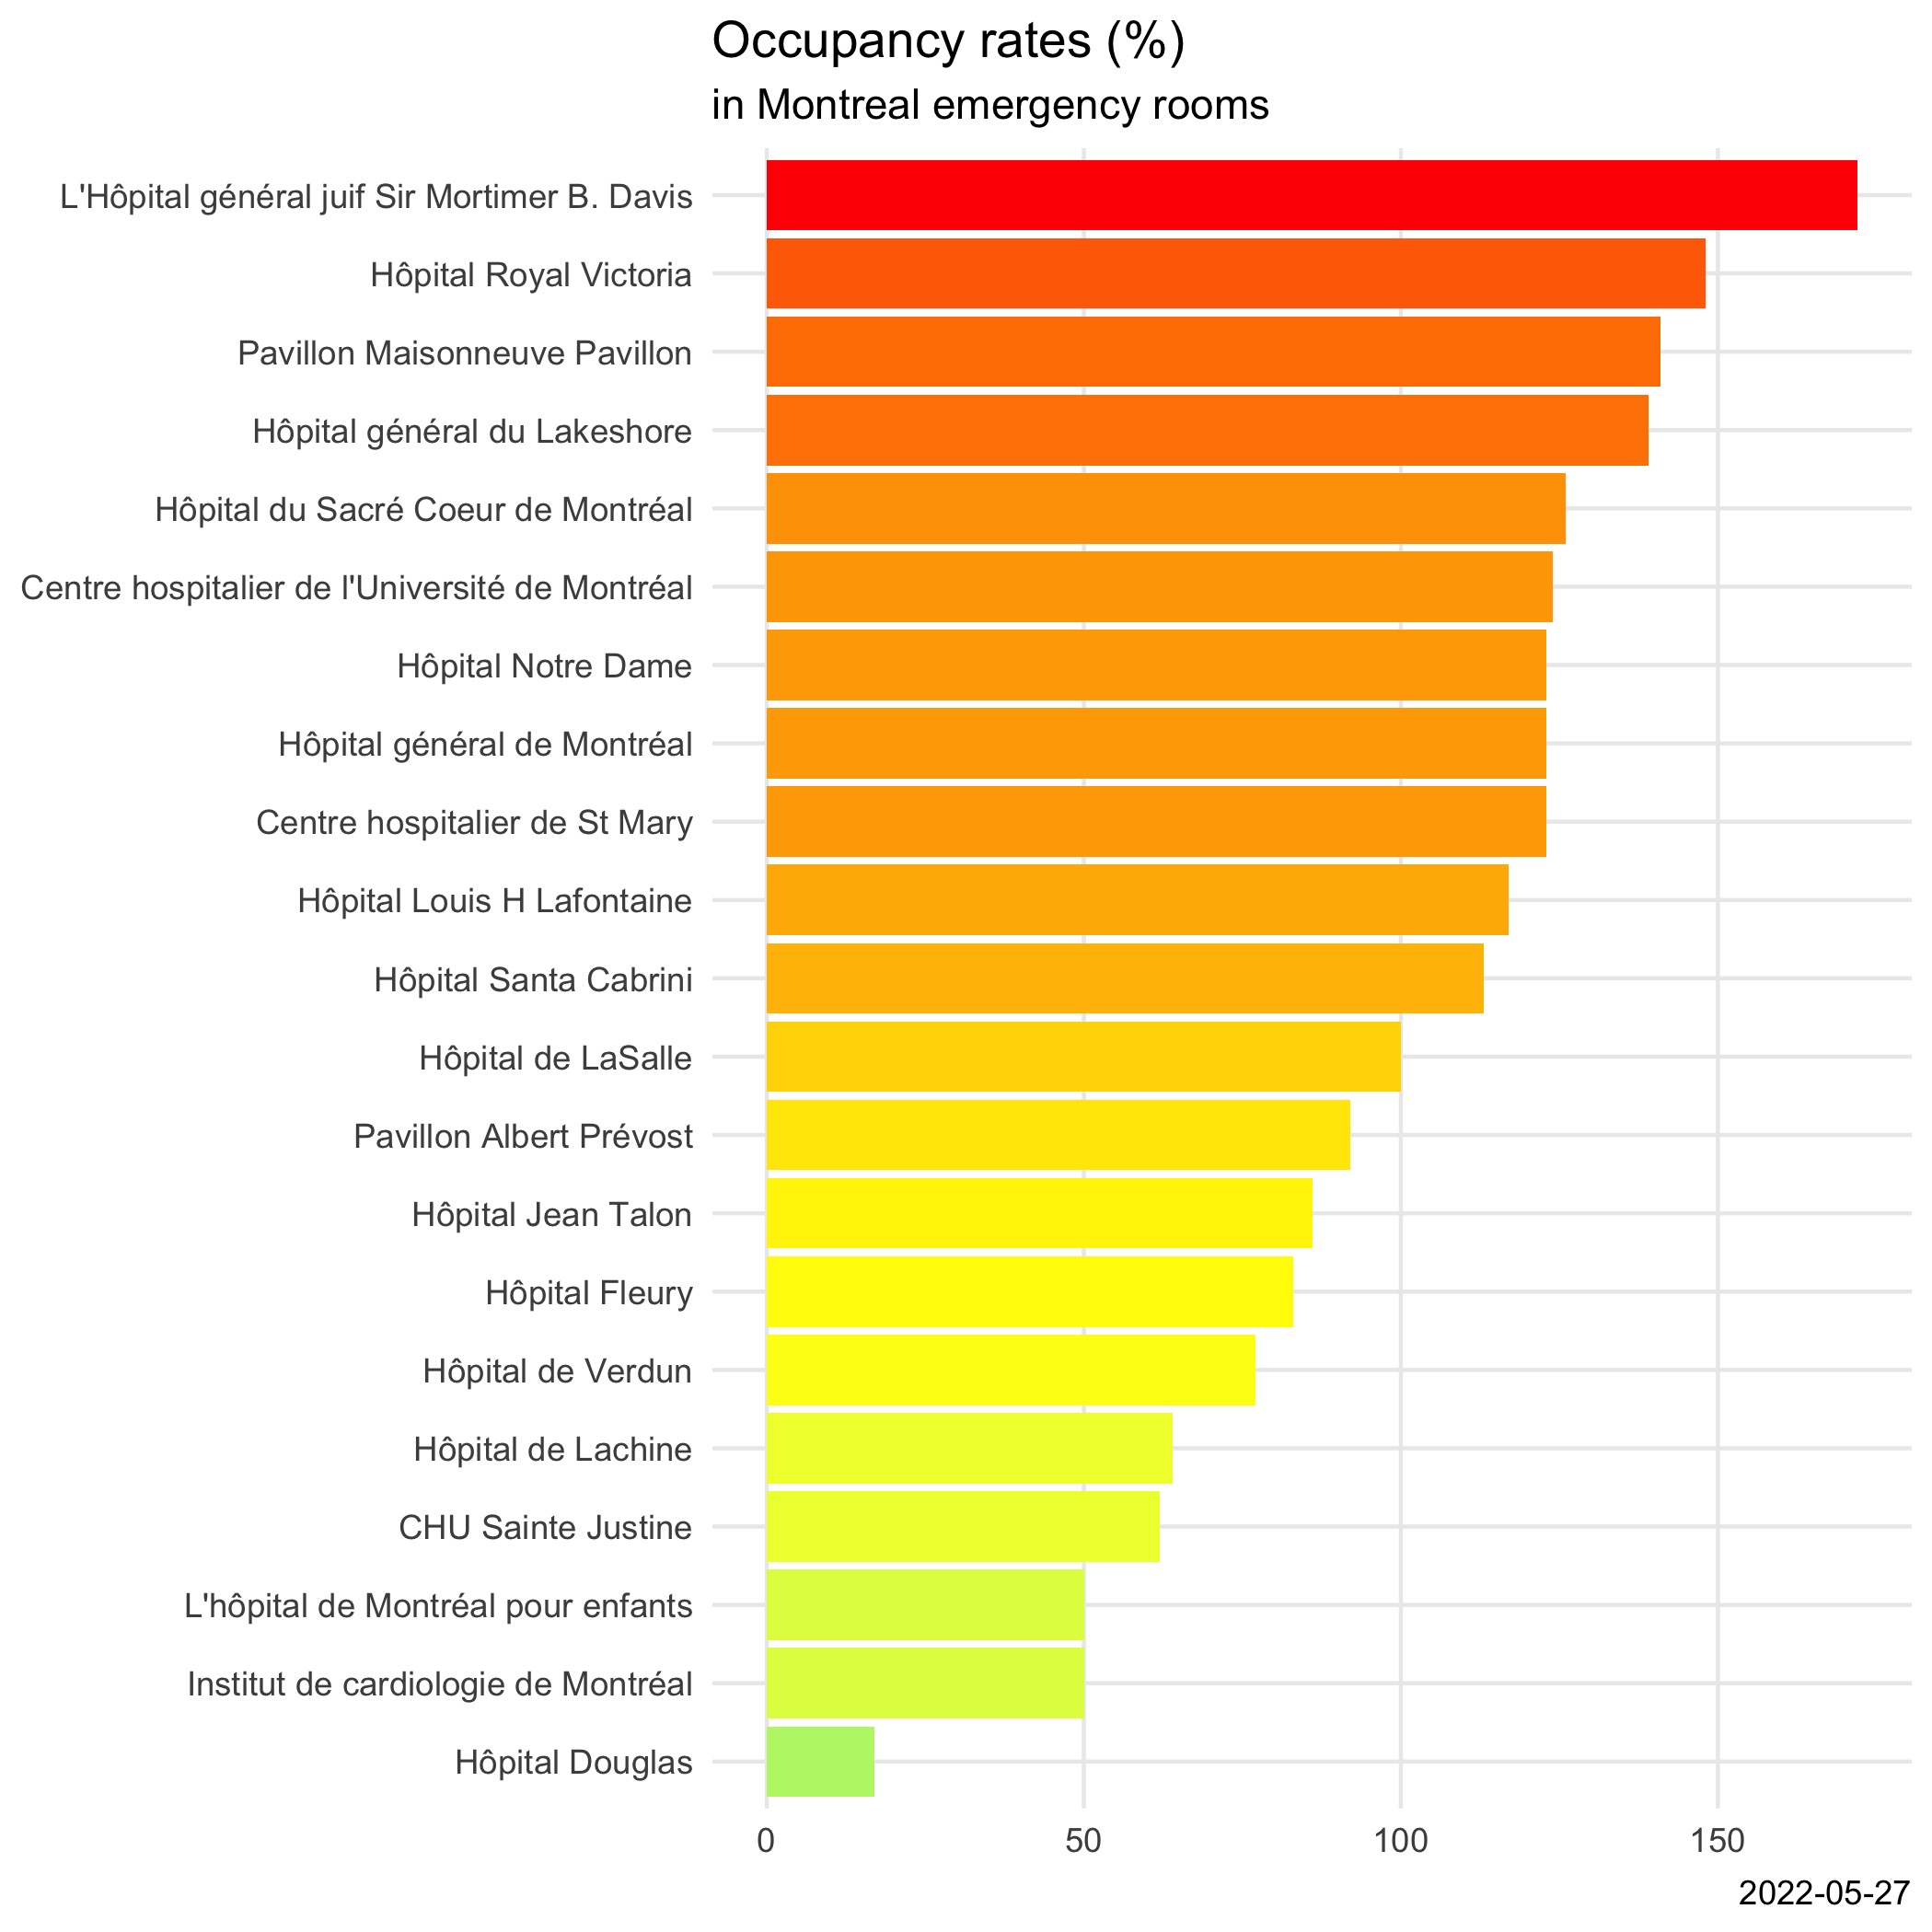 Occupancy rates (%)
in Montreal emergency rooms
L'Hôpital général juif Sir Mortimer B. Davis
Hôpital Royal Victoria
Pavillon Maisonneuve Pavillon
Hôpital général du Lakeshore
Hôpital du Sacré Coeur de Montréal
Centre hospitalier de l'Université de Montréal
Hôpital Notre Dame
Hôpital général de Montréal
Centre hospitalier de St Mary
Hôpital Louis H Lafontaine
Hôpital Santa Cabrini
Hôpital de LaSalle
Pavillon Albert Prévost
Hôpital Jean Talon
Hôpital Fleury
Hôpital de Verdun
Hôpital de Lachine
CHU Sainte Justine
L'hôpital de Montréal pour enfants
Institut de cardiologie de Montréal
Hôpital Douglas
0 50 100 150
2022-05-27